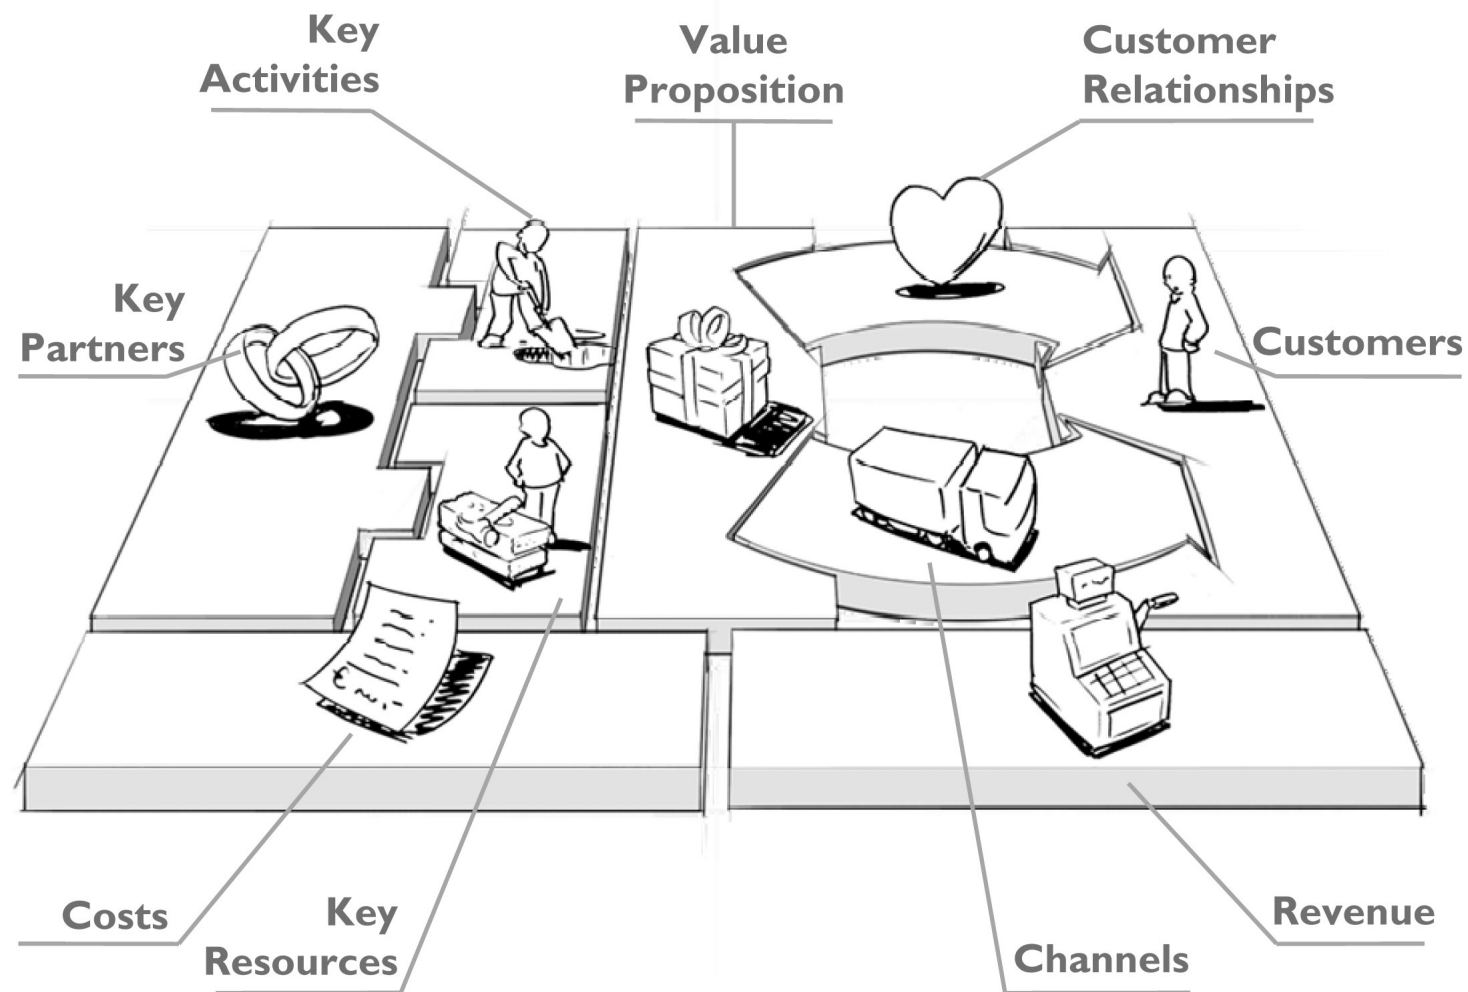 Key
Activities
Value
Proposition
Customer
Relationships
Key
Partners
Customers
Costs
Key
Resources
Channels
Revenue
€